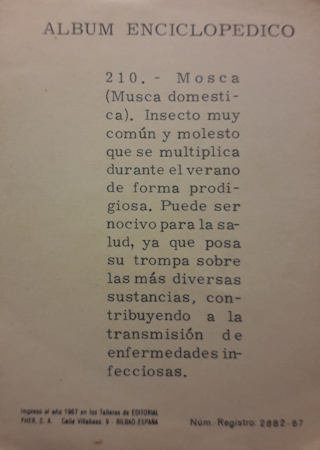 ALBUM ENCICLOPEDICO
210. - Mosca
(Musca domesti-
ca). Insecto muy
común y molesto
que se multiplica
durante el verano
de forma prodi-
giosa. Puede ser
nocivo para la sa-
lud, ya que posa
su trompa sobre
las más diversas
sustancias, con-
tribuyendo a la
transmisión de
enfermedades in-
fecciosas.
Impreso el año 1967 en los Talleres de EDITORIAL
FHER, S. A. Calle Villabaso, 9 - BILBAO-ESPAÑA
Núm. Registro: 2882-67